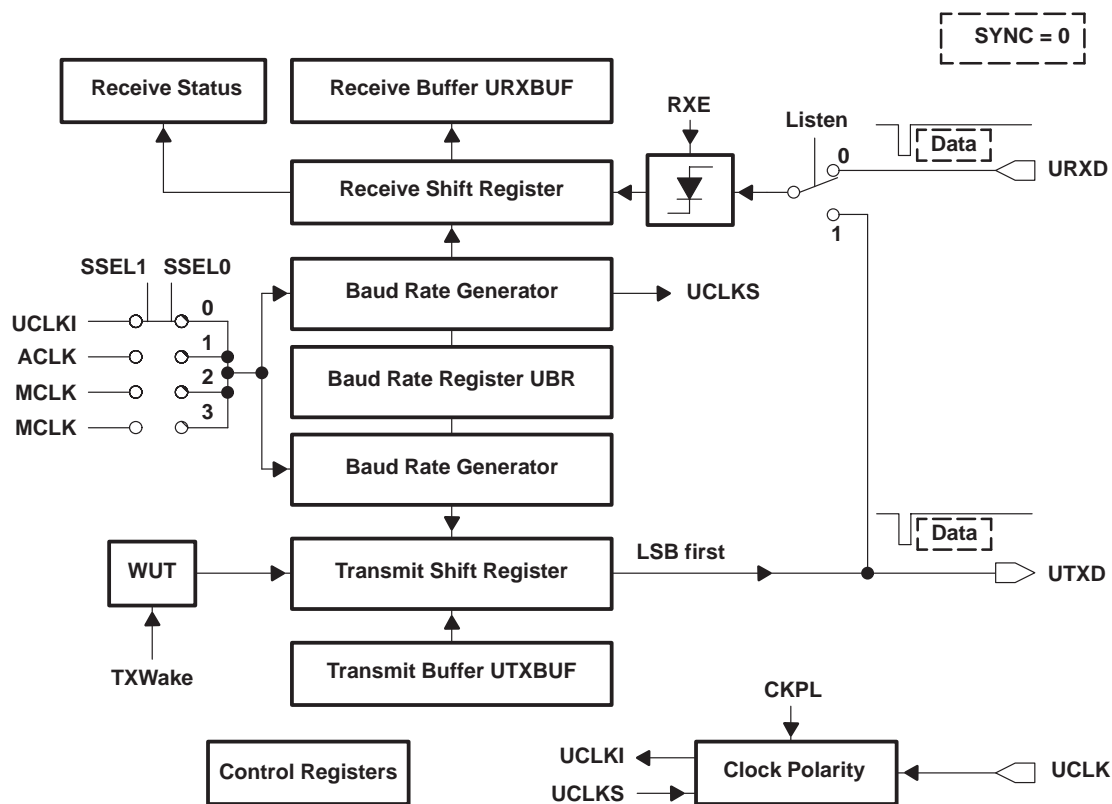 SYNC = 0
Receive Status
Receive Buffer URXBUF
RXE
Listen
0
Data
URXD
Receive Shift Register
1
SSEL1 SSEL0
Baud Rate Generator
UCLKS
UCLKI
0
ACLK
1
MCLK
2
Baud Rate Register UBR
MCLK
3
Baud Rate Generator
Data
WUT
Transmit Shift Register
LSB first
UTXD
TXWake
Transmit Buffer UTXBUF
CKPL
Control Registers
UCLKI
UCLKS
Clock Polarity
UCLK